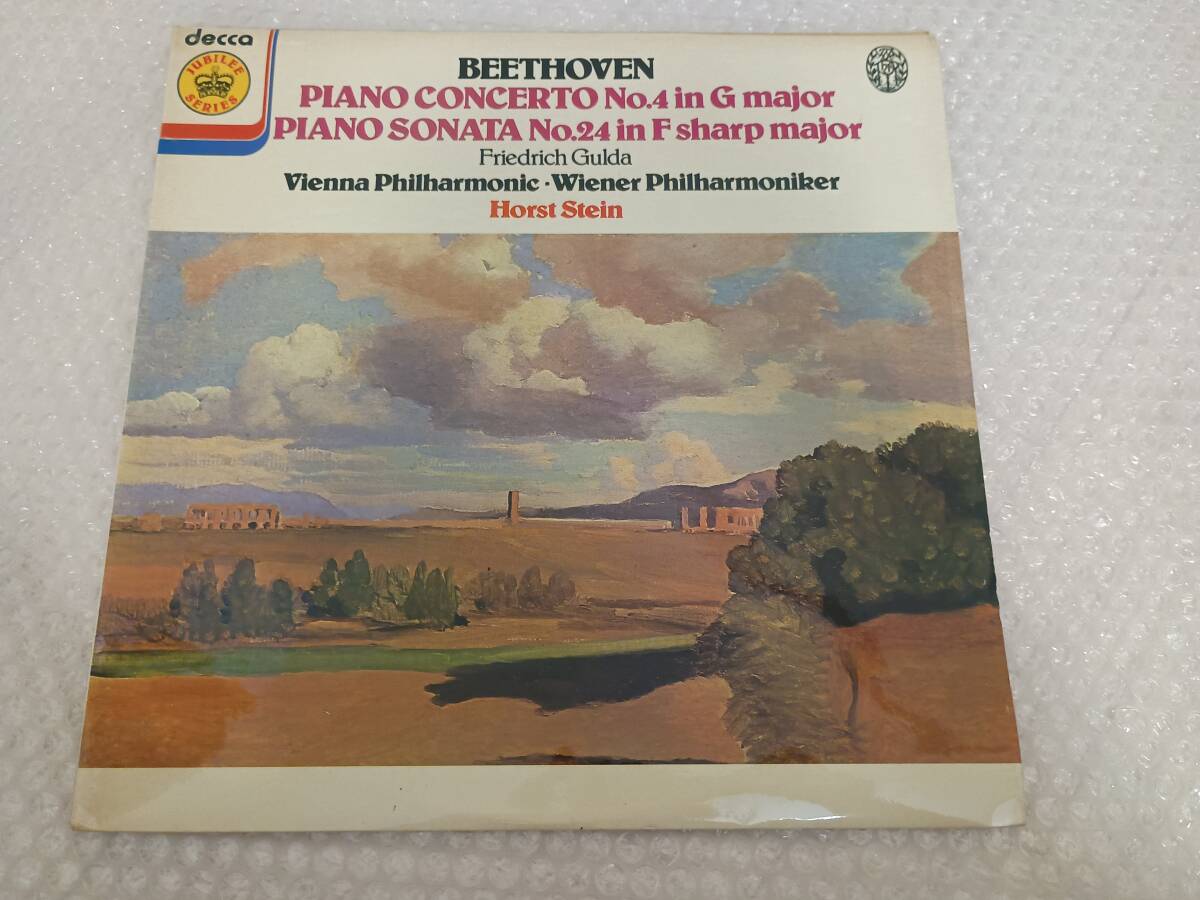 decca
JUBILEE
SERIES
BEETHOVEN
PIANO CONCERTO No.4 in G major
PIANO SONATA No.24 in F sharp major
Friedrich Gulda
Vienna Philharmonic · Wiener Philharmoniker
Horst Stein